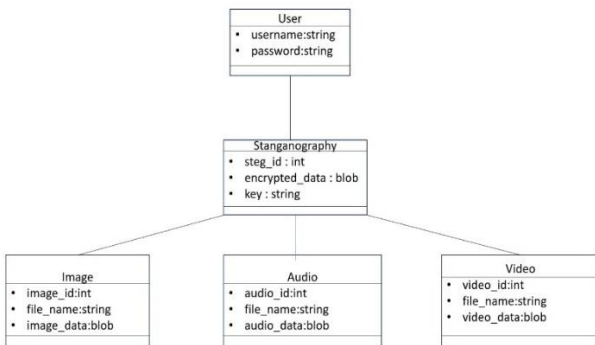 User
• username:string
• password:string
Stanganography
• steg_id : int
• encrypted_data : blob
• key : string
Image
• image_id:int
• file_name:string
• image_data:blob
Audio
• audio_id:int
• file_name:string
• audio_data:blob
Video
• video_id:int
• file_name:string
• video_data:blob